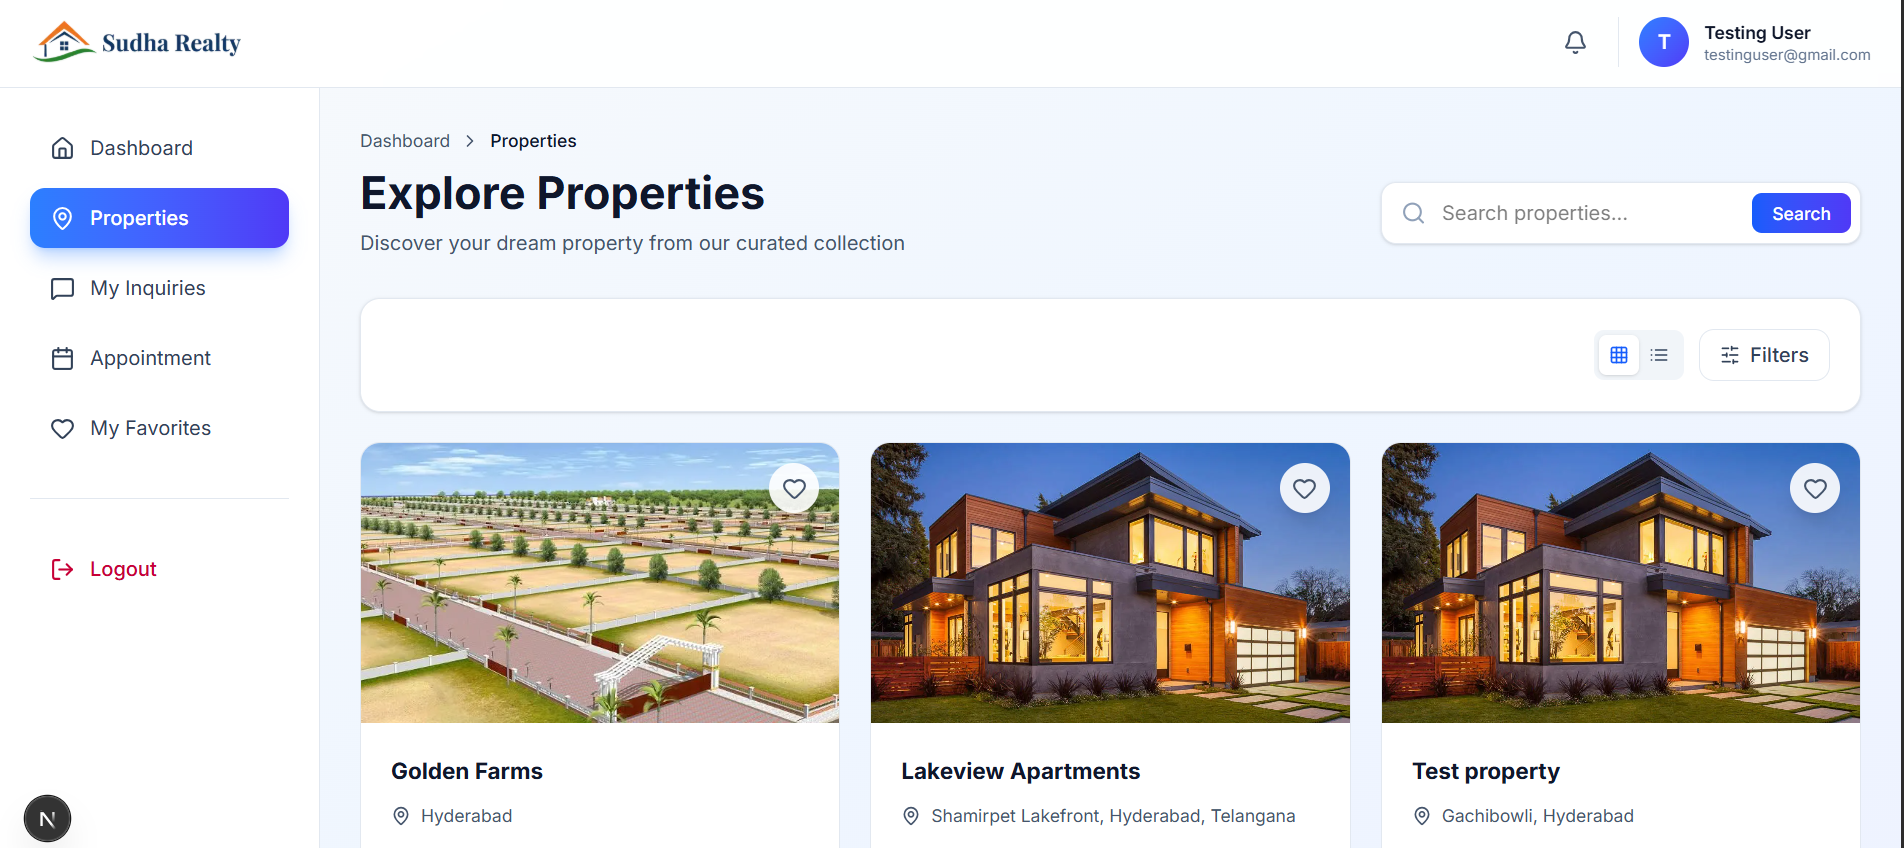 Sudha Realty
T
Testing User
testinguser@gmail.com
Dashboard
Properties
My Inquiries
Appointment
My Favorites
Logout
N
Dashboard > Properties
Explore Properties
Discover your dream property from our curated collection
Search properties...
Search
Filters
Golden Farms
Hyderabad
Lakeview Apartments
Shamirpet Lakefront, Hyderabad, Telangana
Test property
Gachibowli, Hyderabad